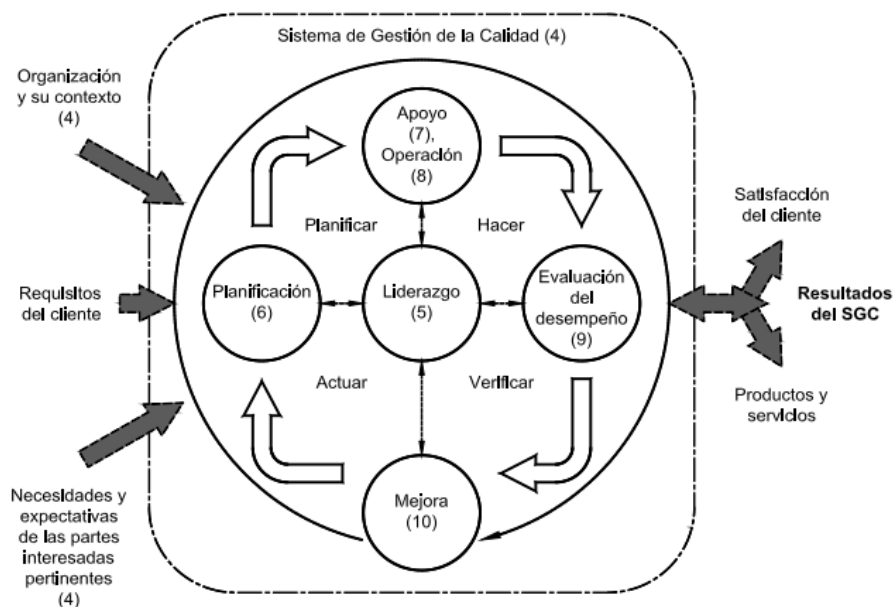 Sistema de Gestión de la Calidad (4)
Organización
y su contexto
(4)
Apoyo
(7),
Operación
(8)
Satisfacción
del cliente
Planificar
Hacer
Requisitos
del cliente
Planificación
(6)
Liderazgo
(5)
Evaluación
del
desempeño
(9)
Resultados
del SGC
Actuar
Verificar
Productos y
servicios
Necesidades y
expectativas
de las partes
interesadas
pertinentes
(4)
Mejora
(10)